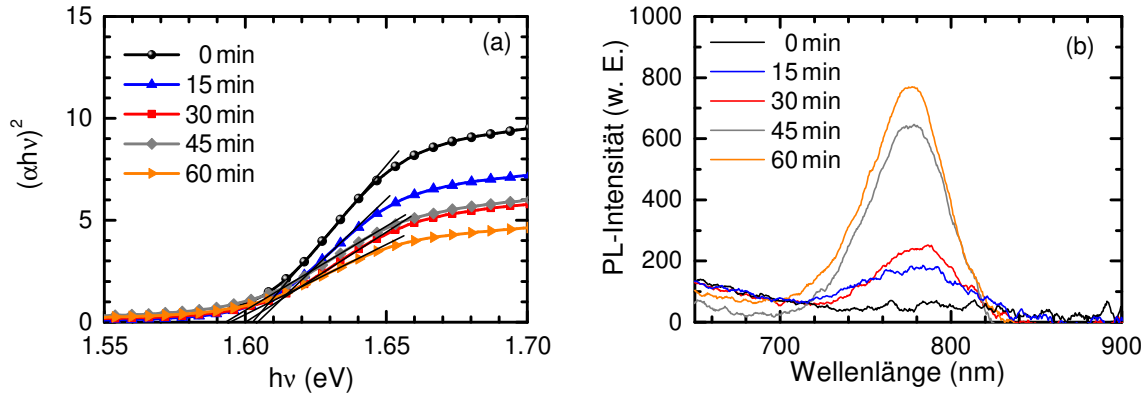 (a)
15
10
5
0
(αhν)²
0 min
15 min
30 min
45 min
60 min
1.55
1.60
1.65
1.70
hν (eV)
(b)
1000
800
600
400
200
0
PL-Intensität (w. E.)
0 min
15 min
30 min
45 min
60 min
700
800
900
Wellenlänge (nm)